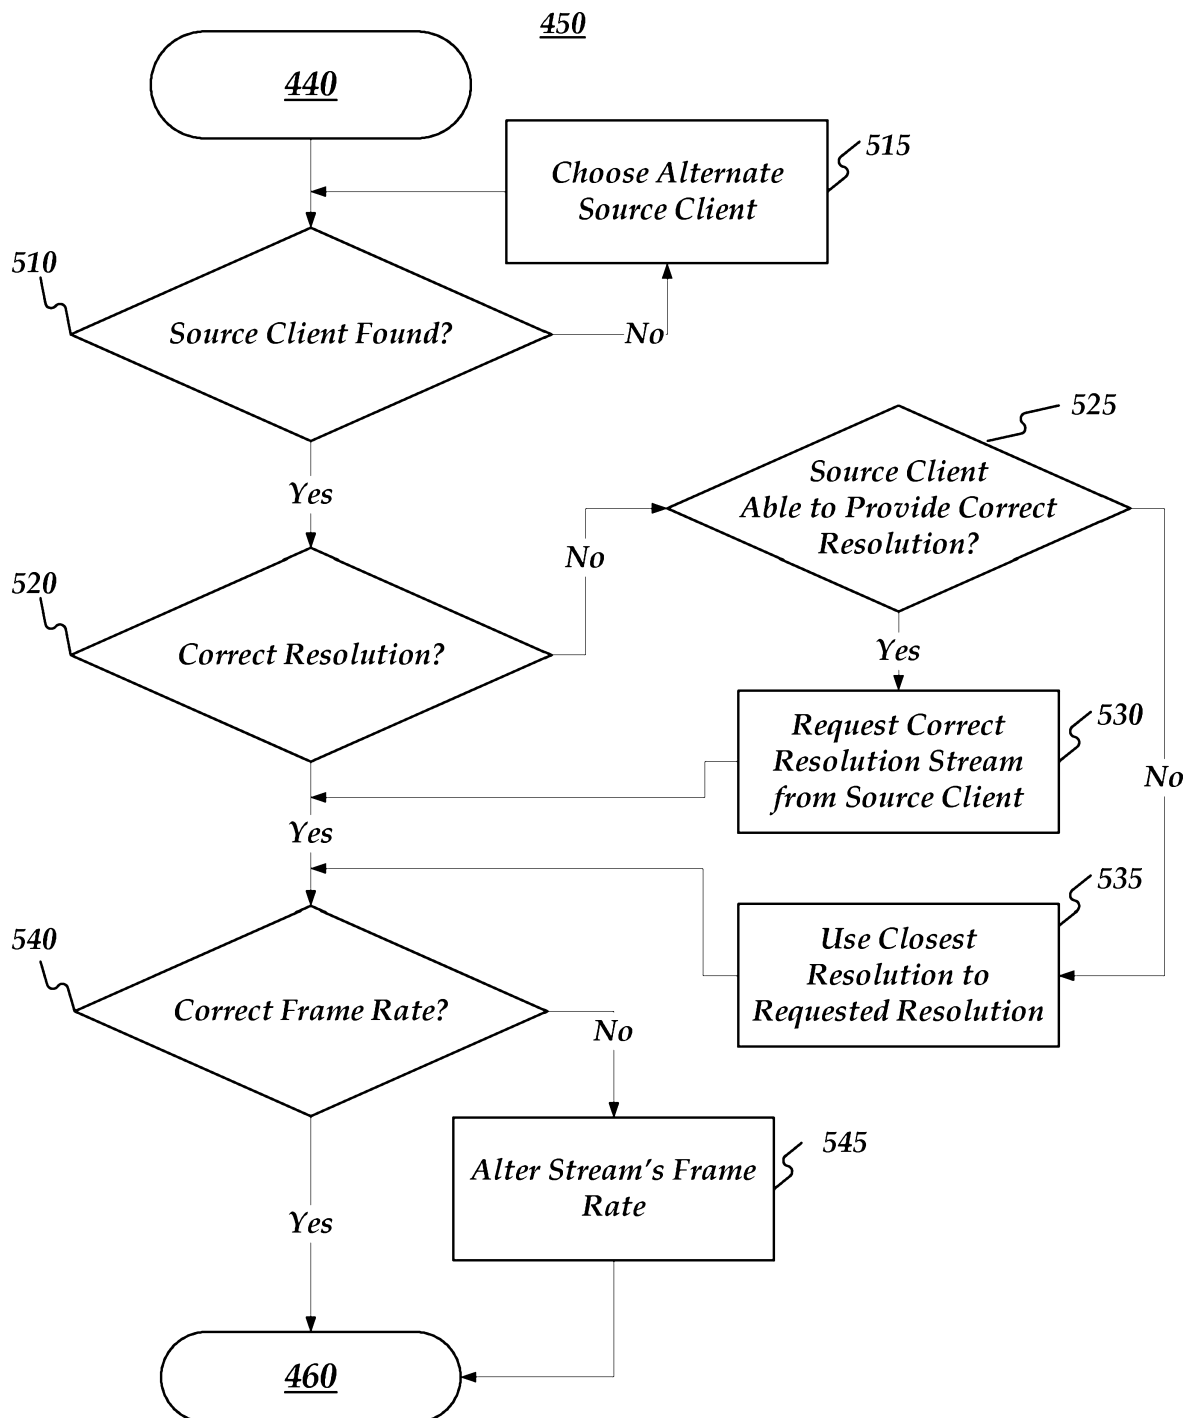 450
440
Choose Alternate
Source Client
515
510
Source Client Found?
No
Yes
525
Source Client
Able to Provide Correct
Resolution?
No
520
Correct Resolution?
Yes
Request Correct
Resolution Stream
from Source Client
530
No
Yes
535
Use Closest
Resolution to
Requested Resolution
540
Correct Frame Rate?
No
Alter Stream's Frame
Rate
545
Yes
460